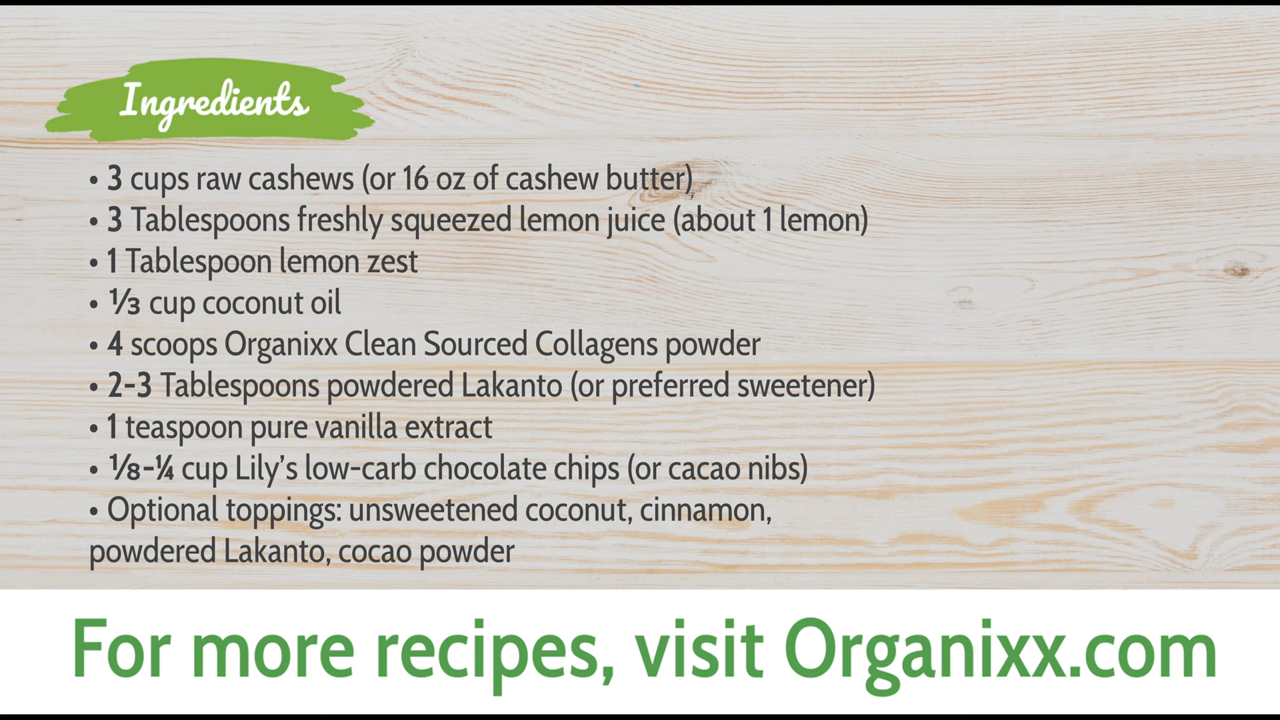 Ingredients
• 3 cups raw cashews (or 16 oz of cashew butter)
• 3 Tablespoons freshly squeezed lemon juice (about 1 lemon)
• 1 Tablespoon lemon zest
• ⅓ cup coconut oil
• 4 scoops Organixx Clean Sourced Collagens powder
• 2-3 Tablespoons powdered Lakanto (or preferred sweetener)
• 1 teaspoon pure vanilla extract
• ⅛-¼ cup Lily's low-carb chocolate chips (or cacao nibs)
• Optional toppings: unsweetened coconut, cinnamon,
powdered Lakanto, cocao powder
For more recipes, visit Organixx.com